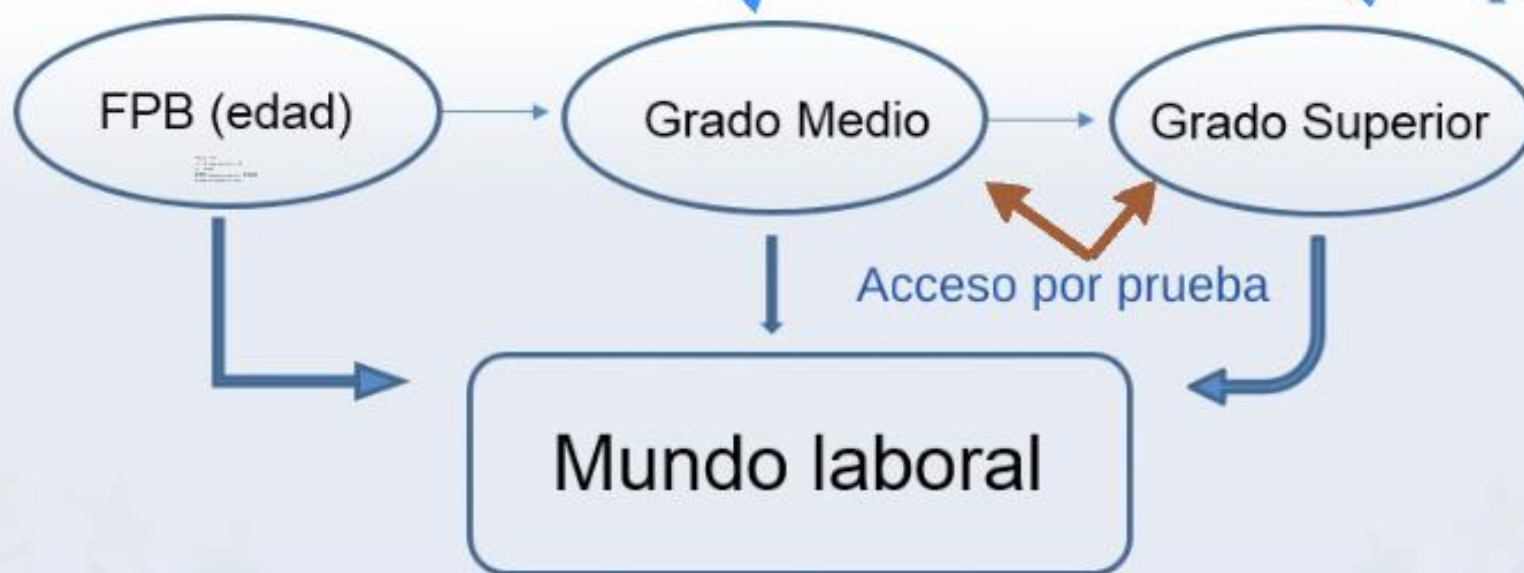 FPB (edad)
Grado Medio
Grado Superior
Acceso por prueba
Mundo laboral